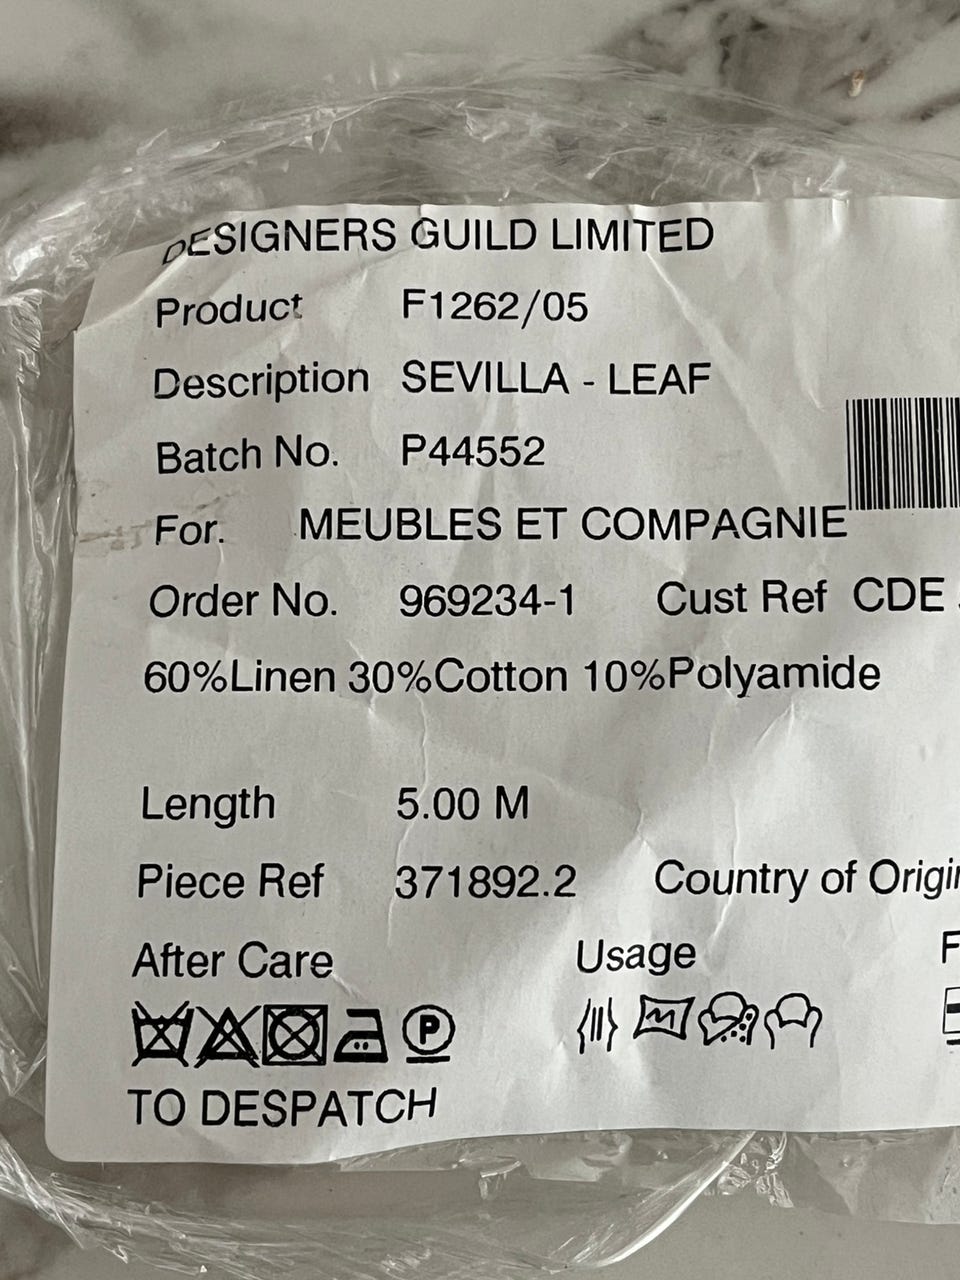 DESIGNERS GUILD LIMITED
Product F1262/05
Description SEVILLA - LEAF
Batch No. P44552
For. MEUBLES ET COMPAGNIE
Order No. 969234-1 Cust Ref CDE
60%Linen 30%Cotton 10%Polyamide
Length 5.00 M
Piece Ref 371892.2 Country of Origin
After Care Usage F
P
TO DESPATCH